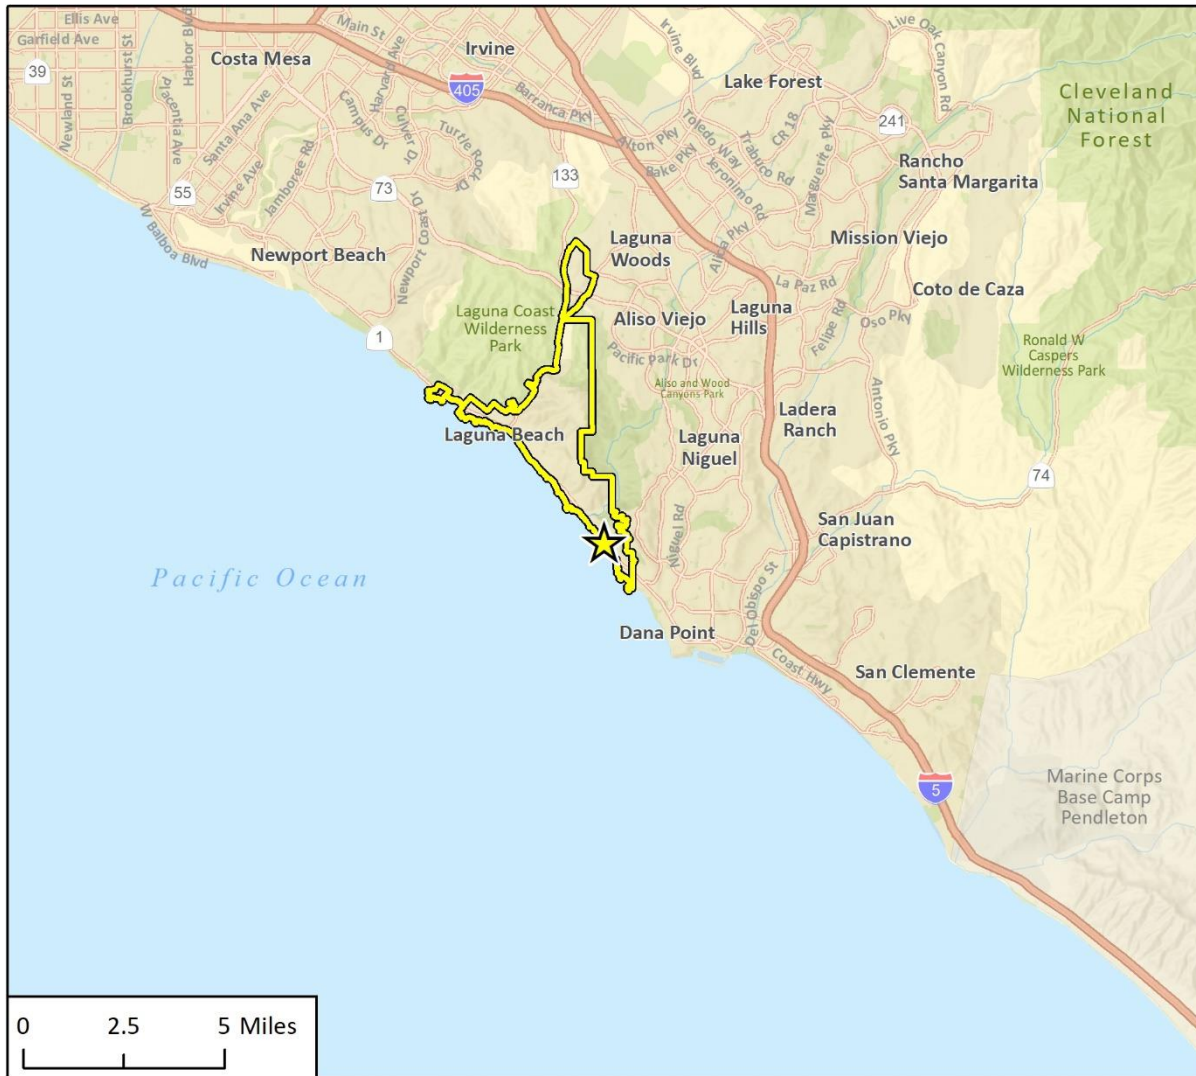 Ellis Ave
Garfield Ave
39
Newland St
Brookhurst St
Harbor Blvd
Placentia Ave
Main St
Costa Mesa
Santa Ana Ave
Irvine Ave
55
Jamboree Rd
W Balboa Blvd
Newport Beach
Campus Dr
Harvard Ave
Culver Dr
Turtle Rock Dr
73
Newport Coast Dr
1
Irvine
405
Barranca Pky
133
Irvine Blvd
Alton Pky
Bake Pky
Toledo Way
Jeronimo Rd
Trabuco Rd
CR 18
Lake Forest
Live Oak Canyon Rd
241
Marguerite Pky
Rancho
Santa Margarita
Cleveland
National
Forest
Mission Viejo
Coto de Caza
Laguna
Woods
Alicia Pky
La Paz Rd
Felipe Rd
Oso Pky
Laguna Coast
Wilderness
Park
Aliso Viejo
Laguna
Hills
Pacific Park Dr
Aliso and Wood
Canyons Park
Ronald W
Caspers
Wilderness Park
Antonio Pky
Ladera
Ranch
Laguna Beach
Laguna
Niguel
74
Niguel Rd
San Juan
Capistrano
Del Obispo St
Pacific Ocean
Dana Point
Coast Hwy
San Clemente
5
Marine Corps
Base Camp
Pendleton
0 2.5 5 Miles